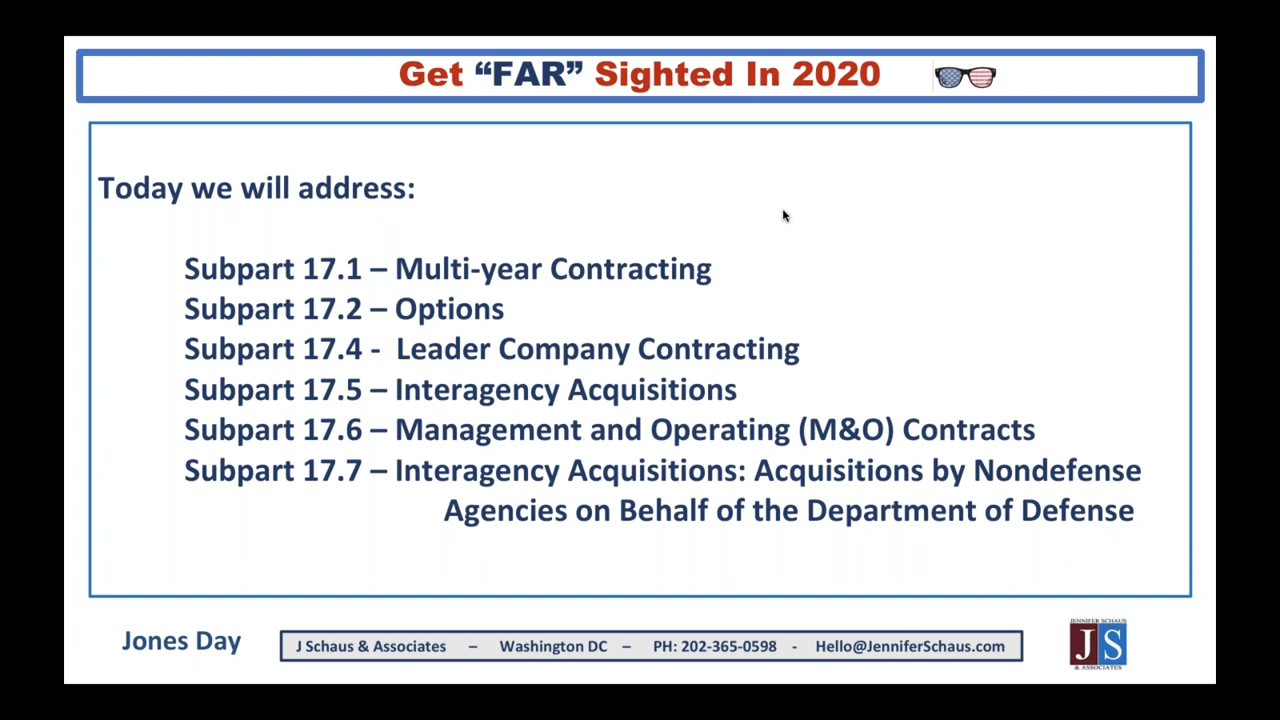 Get “FAR” Sighted In 2020
Today we will address:
Subpart 17.1 – Multi-year Contracting
Subpart 17.2 – Options
Subpart 17.4 - Leader Company Contracting
Subpart 17.5 – Interagency Acquisitions
Subpart 17.6 – Management and Operating (M&O) Contracts
Subpart 17.7 – Interagency Acquisitions: Acquisitions by Nondefense
Agencies on Behalf of the Department of Defense
Jones Day
J Schaus & Associates – Washington DC – PH: 202-365-0598 - Hello@JenniferSchaus.com
JENNIFER SCHAUS
JS
& ASSOCIATES